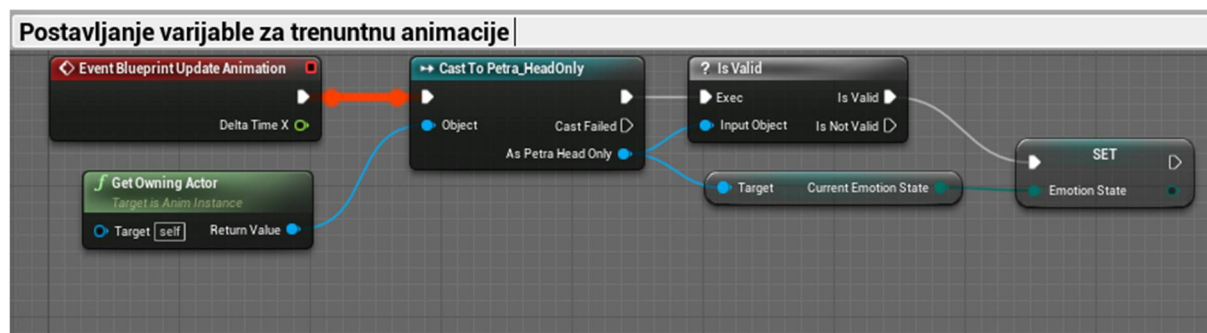 Postavljanje varijable za trenuntnu animacije
Event Blueprint Update Animation
Delta Time X
Cast To Petra_HeadOnly
Object
Cast Failed
As Petra Head Only
? Is Valid
Exec
Is Valid
Input Object
Is Not Valid
f Get Owning Actor
Target is Anim Instance
Target self
Return Value
Target
Current Emotion State
SET
Emotion State